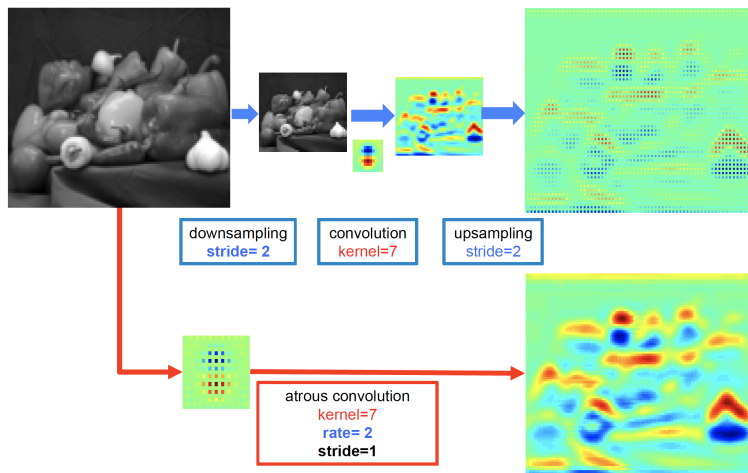 downsampling
stride= 2
convolution
kernel=7
upsampling
stride=2
atrous convolution
kernel=7
rate= 2
stride=1